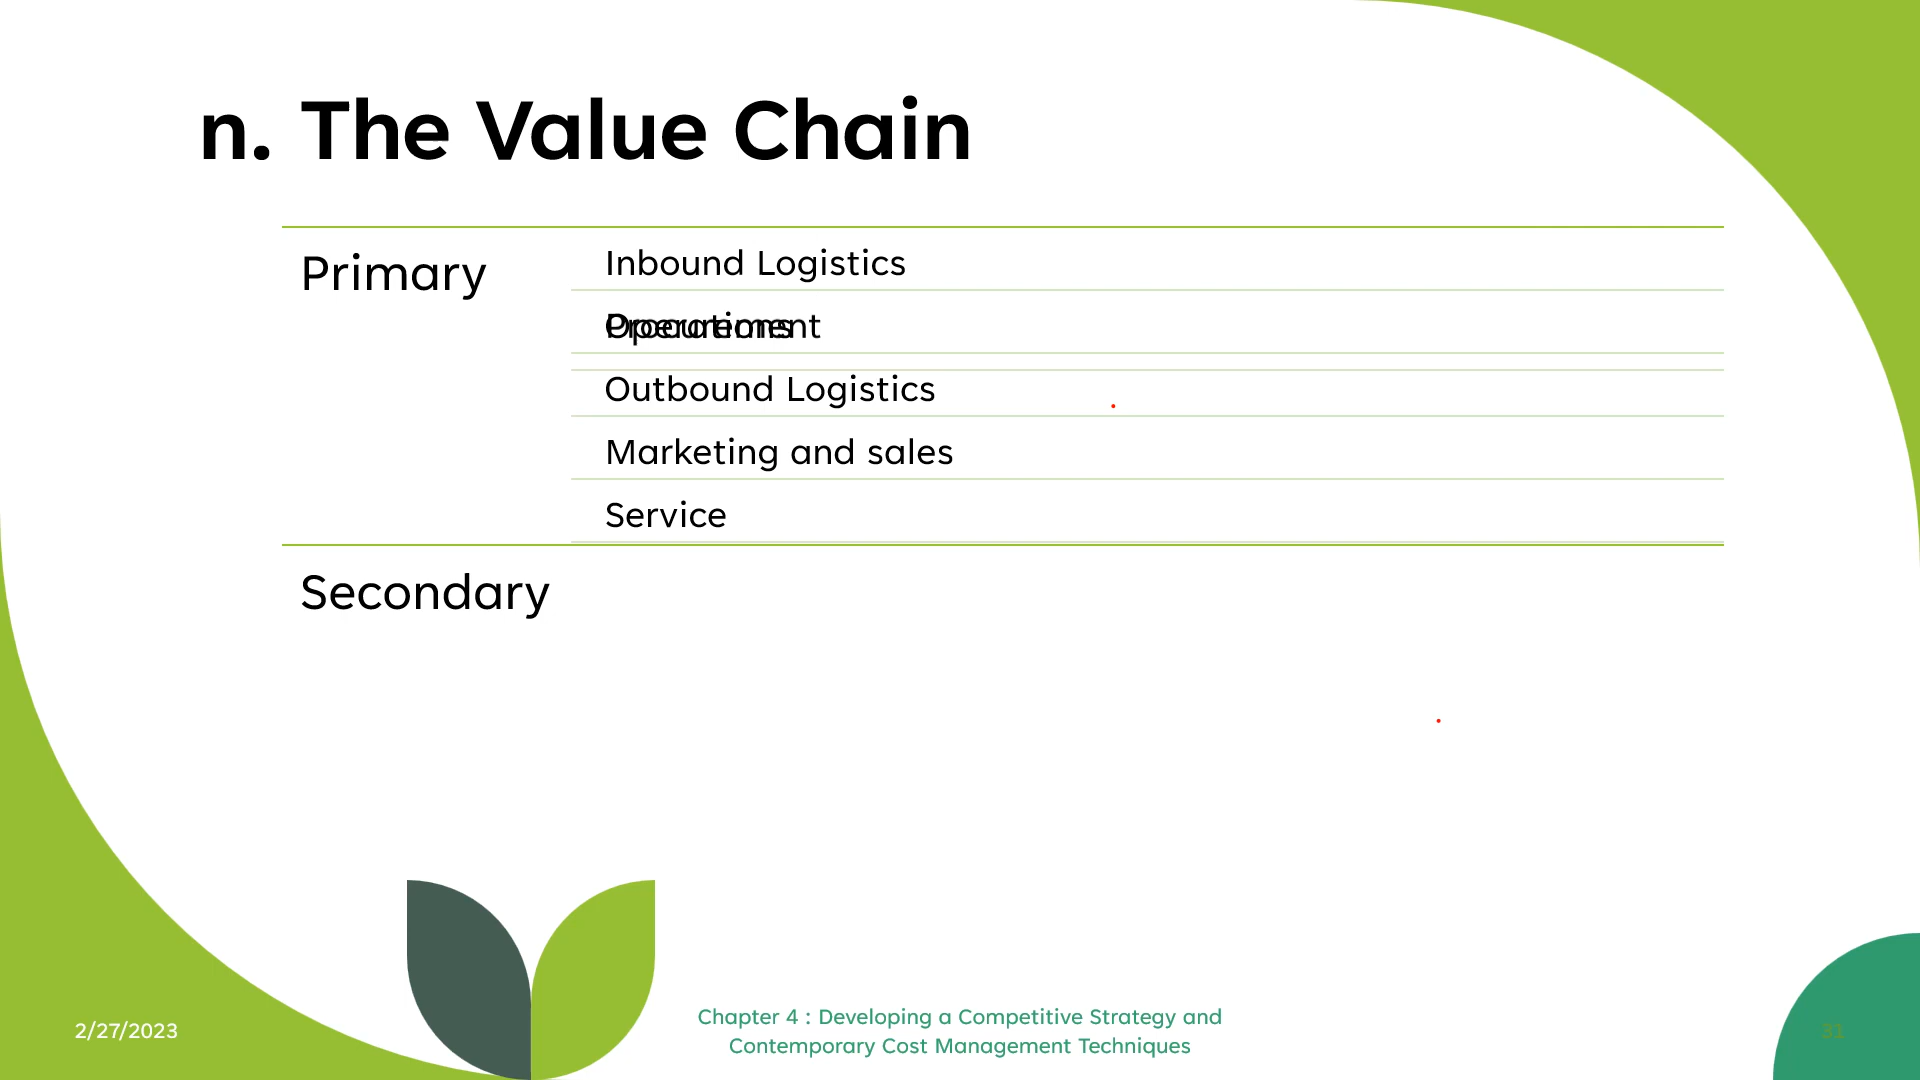 n. The Value Chain
Primary
Inbound Logistics
Operations
Procurement
Outbound Logistics
Marketing and sales
Service
Secondary
2/27/2023
Chapter 4 : Developing a Competitive Strategy and
Contemporary Cost Management Techniques
31